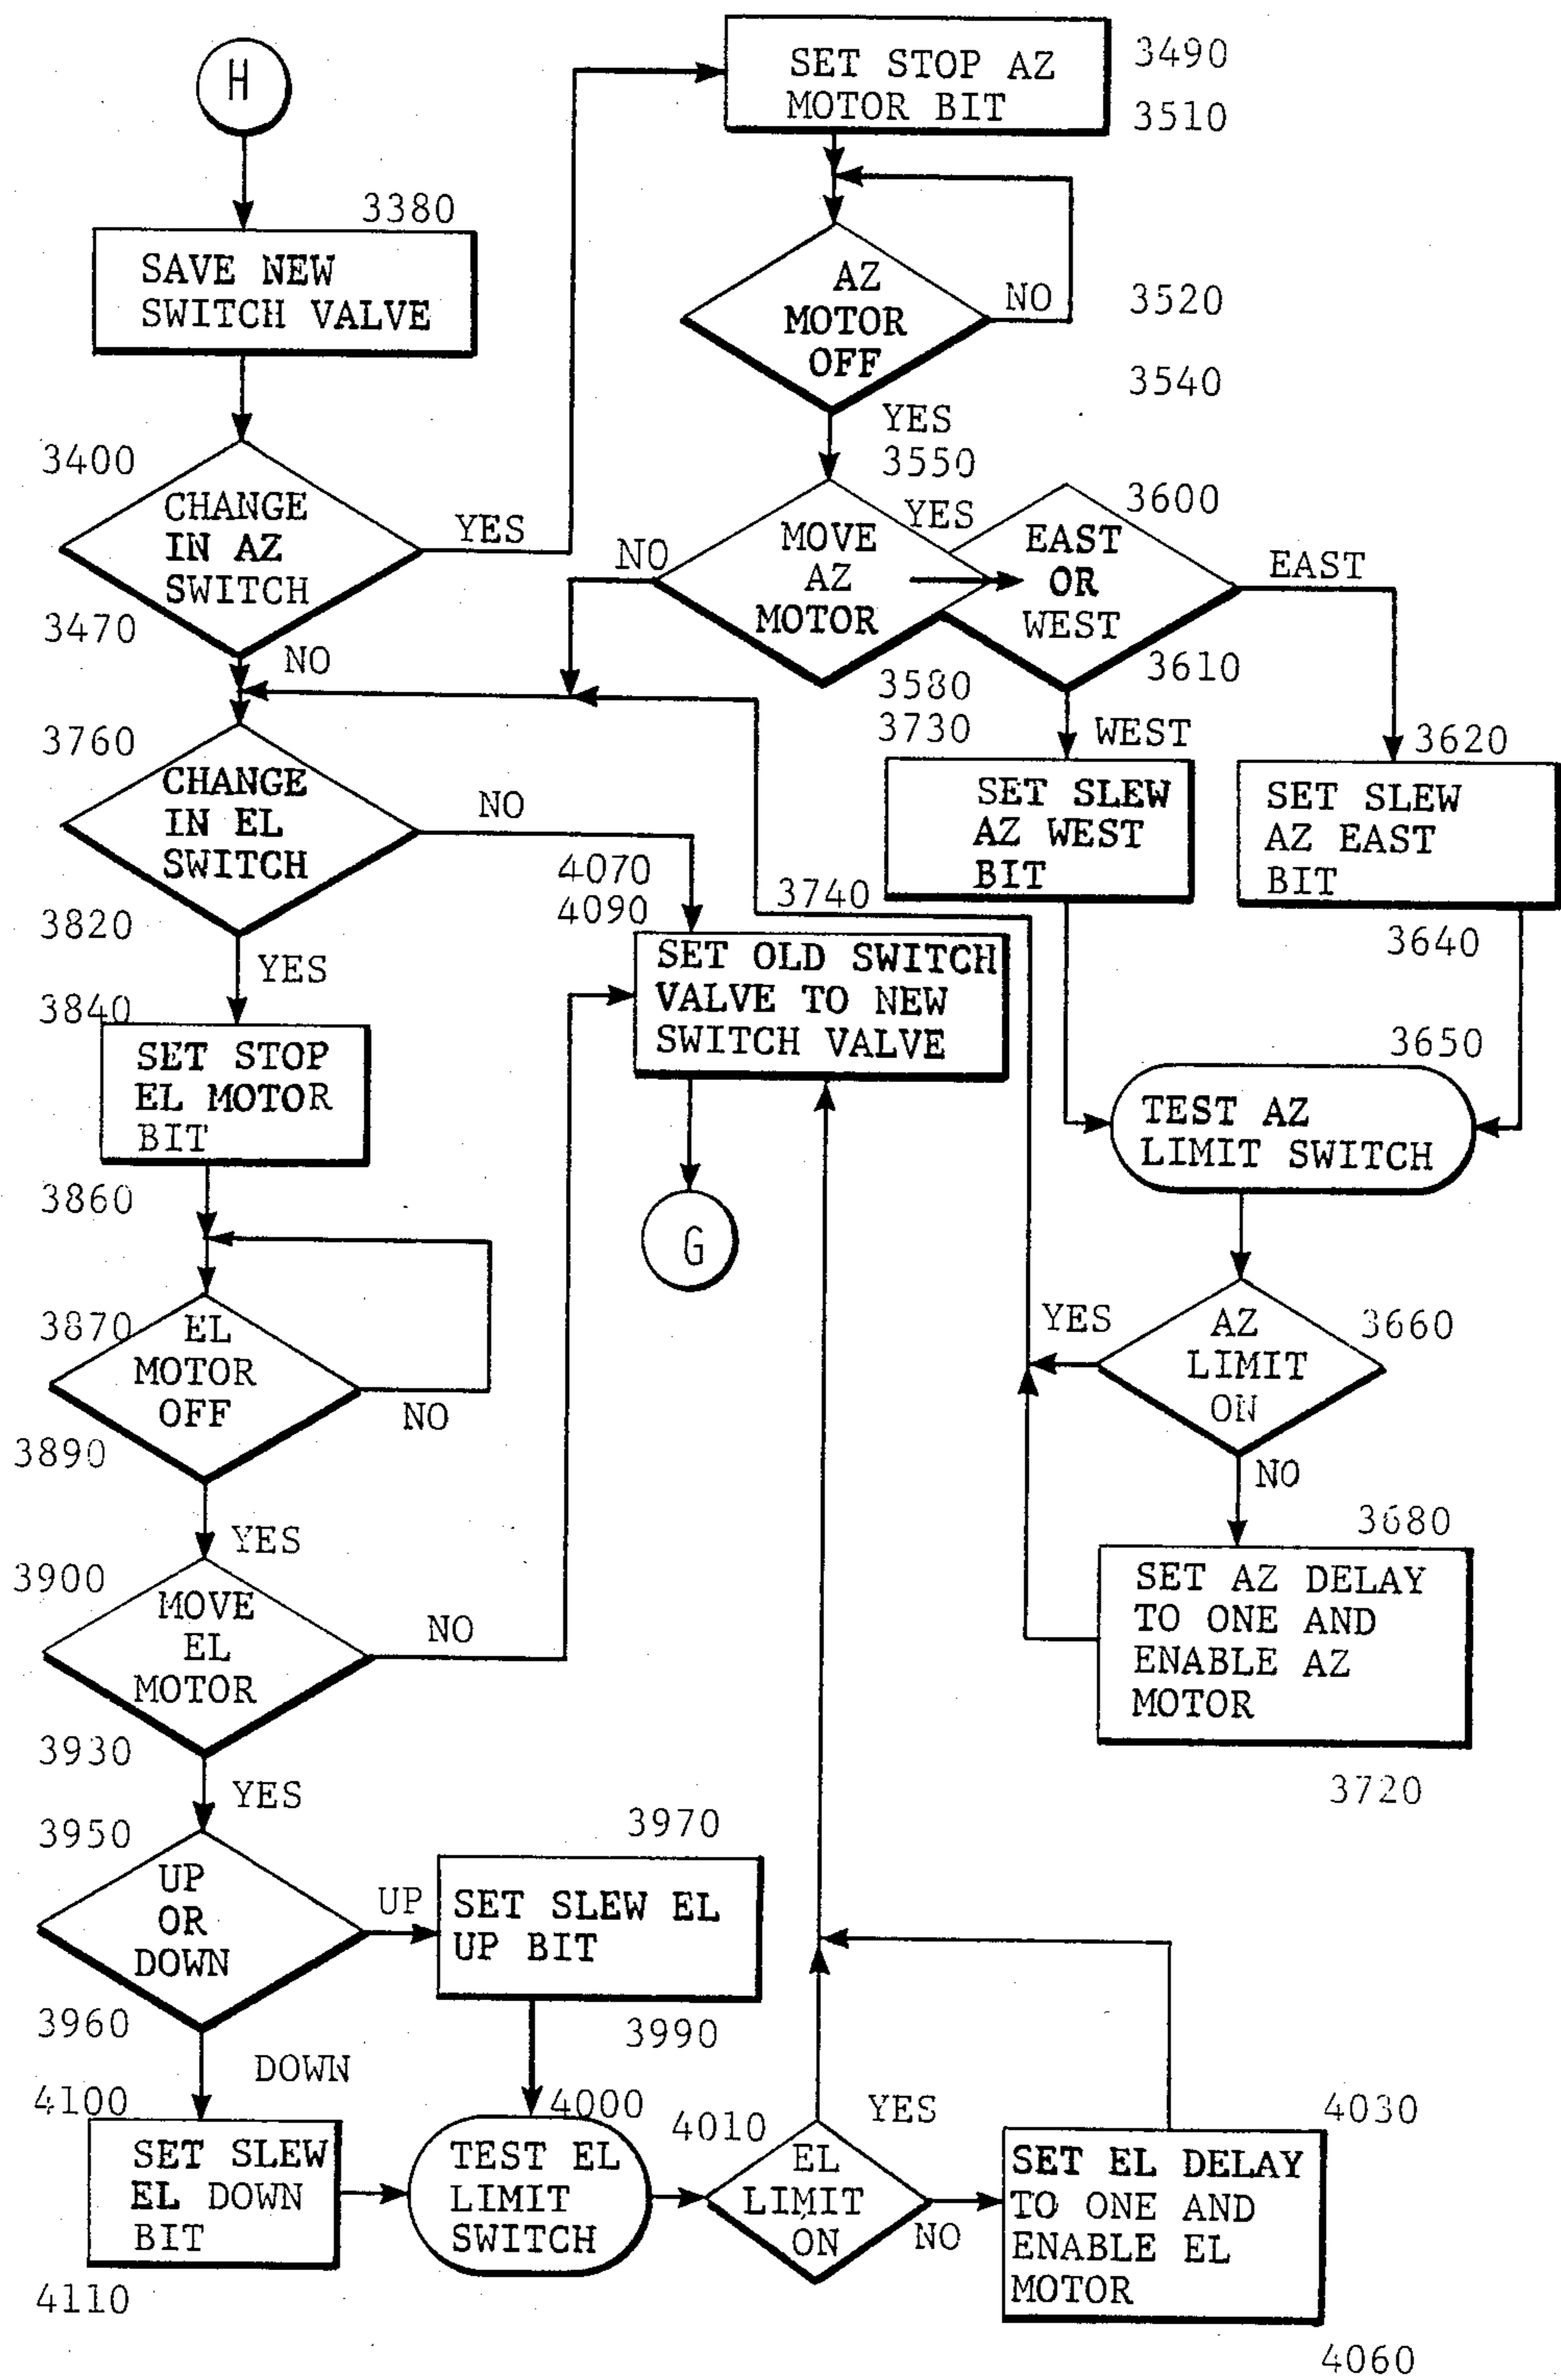 H
3380
SAVE NEW
SWITCH VALVE
3400
CHANGE
IN AZ
SWITCH
YES
3470
NO
SET STOP AZ
MOTOR BIT
3490
3510
AZ
MOTOR
OFF
NO
3520
3540
YES
3550
MOVE
AZ
MOTOR
NO
YES
3580
3600
EAST
OR
WEST
EAST
3610
WEST
3730
SET SLEW
AZ WEST
BIT
3740
3620
SET SLEW
AZ EAST
BIT
3640
3650
TEST AZ
LIMIT SWITCH
YES
AZ
LIMIT
ON
3660
NO
3680
SET AZ DELAY
TO ONE AND
ENABLE AZ
MOTOR
3720
3760
CHANGE
IN EL
SWITCH
NO
3820
YES
4070
4090
SET OLD SWITCH
VALVE TO NEW
SWITCH VALVE
G
3840
SET STOP
EL MOTOR
BIT
3860
3870
EL
MOTOR
OFF
NO
3890
YES
3900
MOVE
EL
MOTOR
NO
3930
YES
3950
UP
OR
DOWN
UP
3960
DOWN
3970
SET SLEW EL
UP BIT
3990
4100
SET SLEW
EL DOWN
BIT
4110
4000
TEST EL
LIMIT
SWITCH
4010
EL
LIMIT
ON
YES
NO
4030
SET EL DELAY
TO ONE AND
ENABLE EL
MOTOR
4060